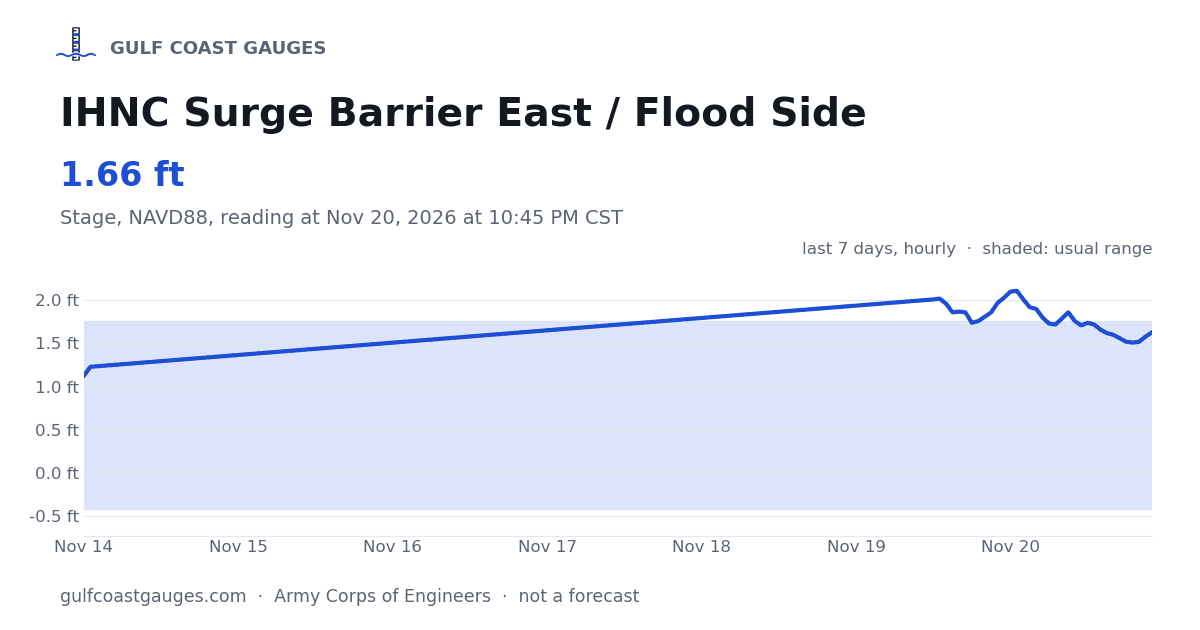 GULF COAST GAUGES
IHNC Surge Barrier East / Flood Side
1.66 ft
Stage, NAVD88, reading at Nov 20, 2026 at 10:45 PM CST
last 7 days, hourly · shaded: usual range
2.0 ft
1.5 ft
1.0 ft
0.5 ft
0.0 ft
-0.5 ft
Nov 14 Nov 15 Nov 16 Nov 17 Nov 18 Nov 19 Nov 20
gulfcoastgauges.com · Army Corps of Engineers · not a forecast